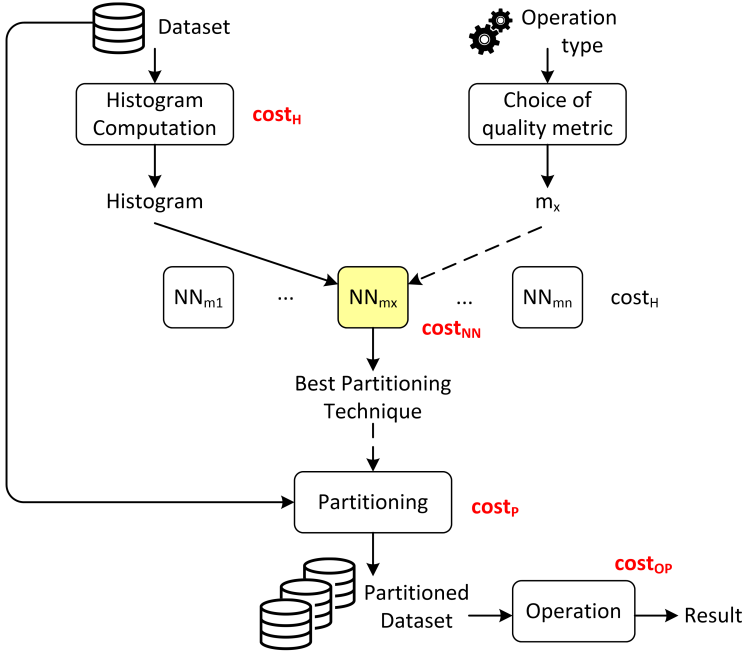 Dataset
Operation
type
Histogram
Computation
cost_H
Choice of
quality metric
Histogram
m_x
NN_m1
...
NN_mx
...
NN_mn
cost_H
cost_NN
Best Partitioning
Technique
Partitioning
cost_P
cost_OP
Partitioned
Dataset
Operation
Result